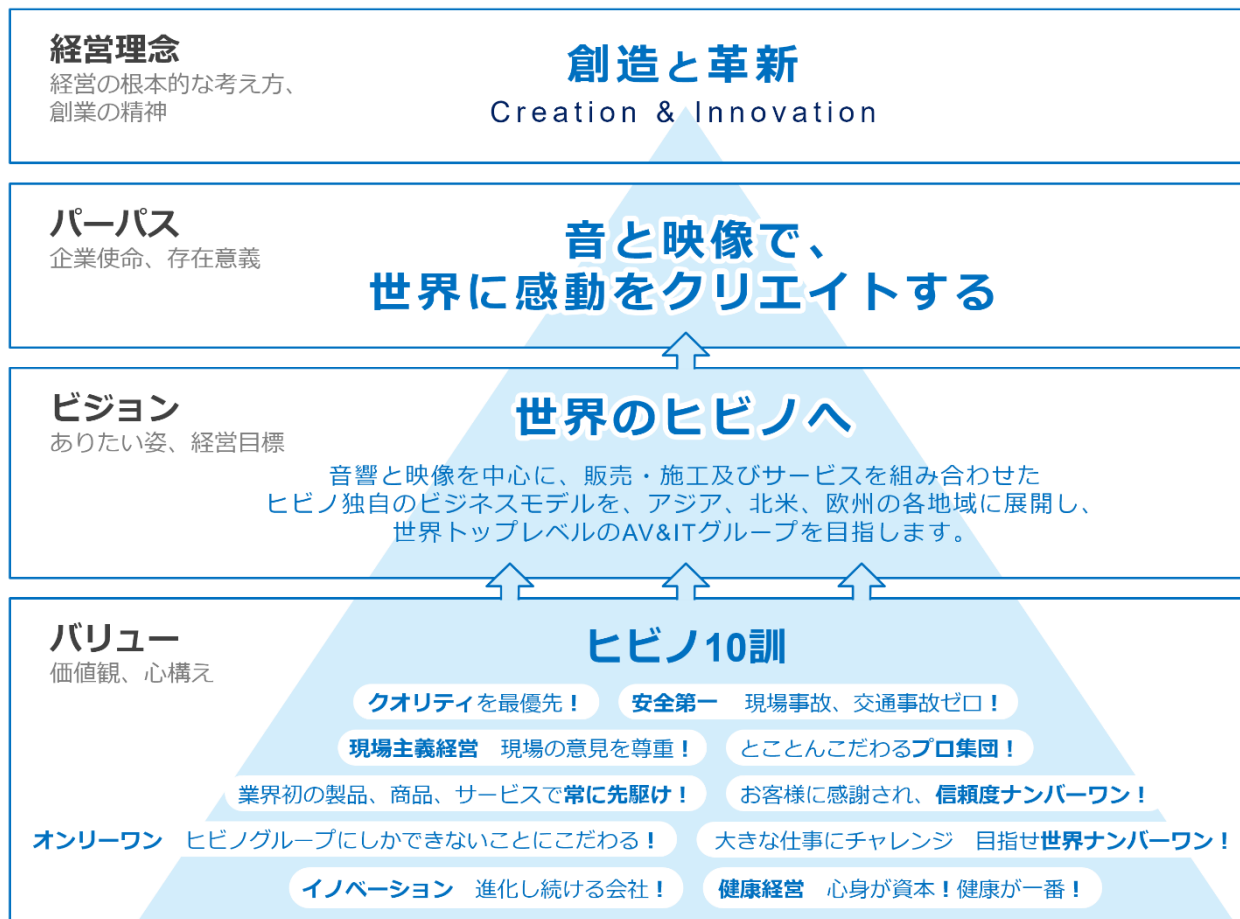 経営理念
経営の根本的な考え方、
創業の精神
創造と革新
Creation & Innovation
パーパス
企業使命、存在意義
音と映像で、
世界に感動をクリエイトする
ビジョン
ありたい姿、経営目標
世界のヒビノへ
音響と映像を中心に、販売・施工及びサービスを組み合わせた
ヒビノ独自のビジネスモデルを、アジア、北米、欧州の各地域に展開し、
世界トップレベルのAV&ITグループを目指します。
バリュー
価値観、心構え
ヒビノ10訓
クオリティを最優先！
安全第一 現場事故、交通事故ゼロ！
現場主義経営 現場の意見を尊重！
とことんこだわるプロ集団！
業界初の製品、商品、サービスで常に先駆け！
お客様に感謝され、信頼度ナンバーワン！
オンリーワン ヒビノグループにしかできないことにこだわる！
大きな仕事にチャレンジ 目指せ世界ナンバーワン！
イノベーション 進化し続ける会社！
健康経営 心身が資本！健康が一番！